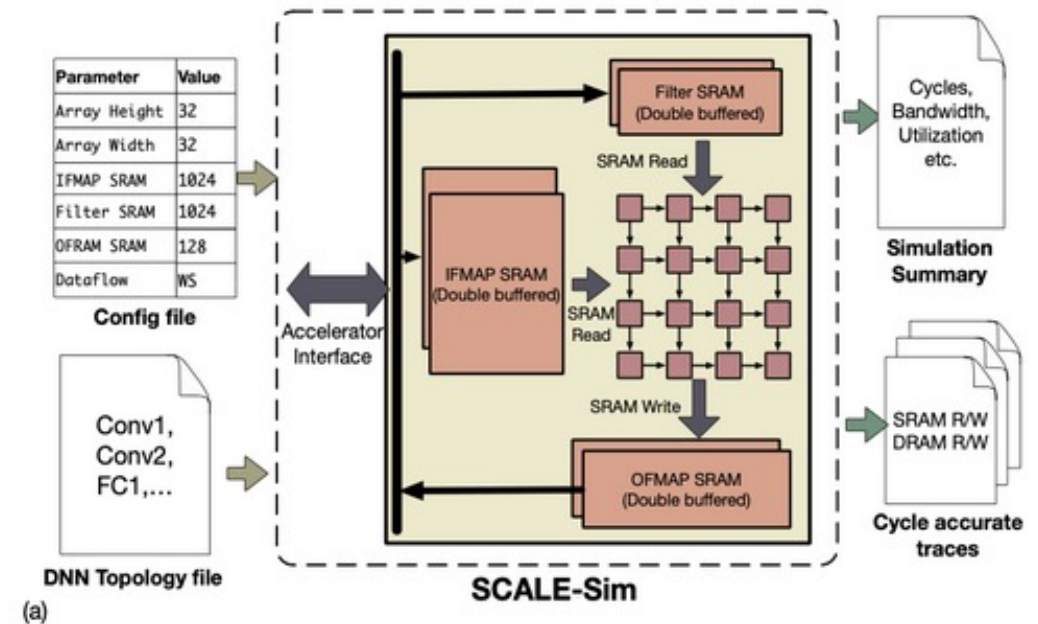 Parameter Value
Array Height 32
Array Width 32
IFMAP SRAM 1024
Filter SRAM 1024
OFRAM SRAM 128
Dataflow WS
Config file
Conv1,
Conv2,
FC1,...
DNN Topology file
(a)
Accelerator
Interface
Filter SRAM
(Double buffered)
SRAM Read
IFMAP SRAM
(Double buffered)
SRAM
Read
SRAM Write
OFMAP SRAM
(Double buffered)
SCALE-Sim
Cycles,
Bandwidth,
Utilization
etc.
Simulation
Summary
SRAM R/W
DRAM R/W
Cycle accurate
traces